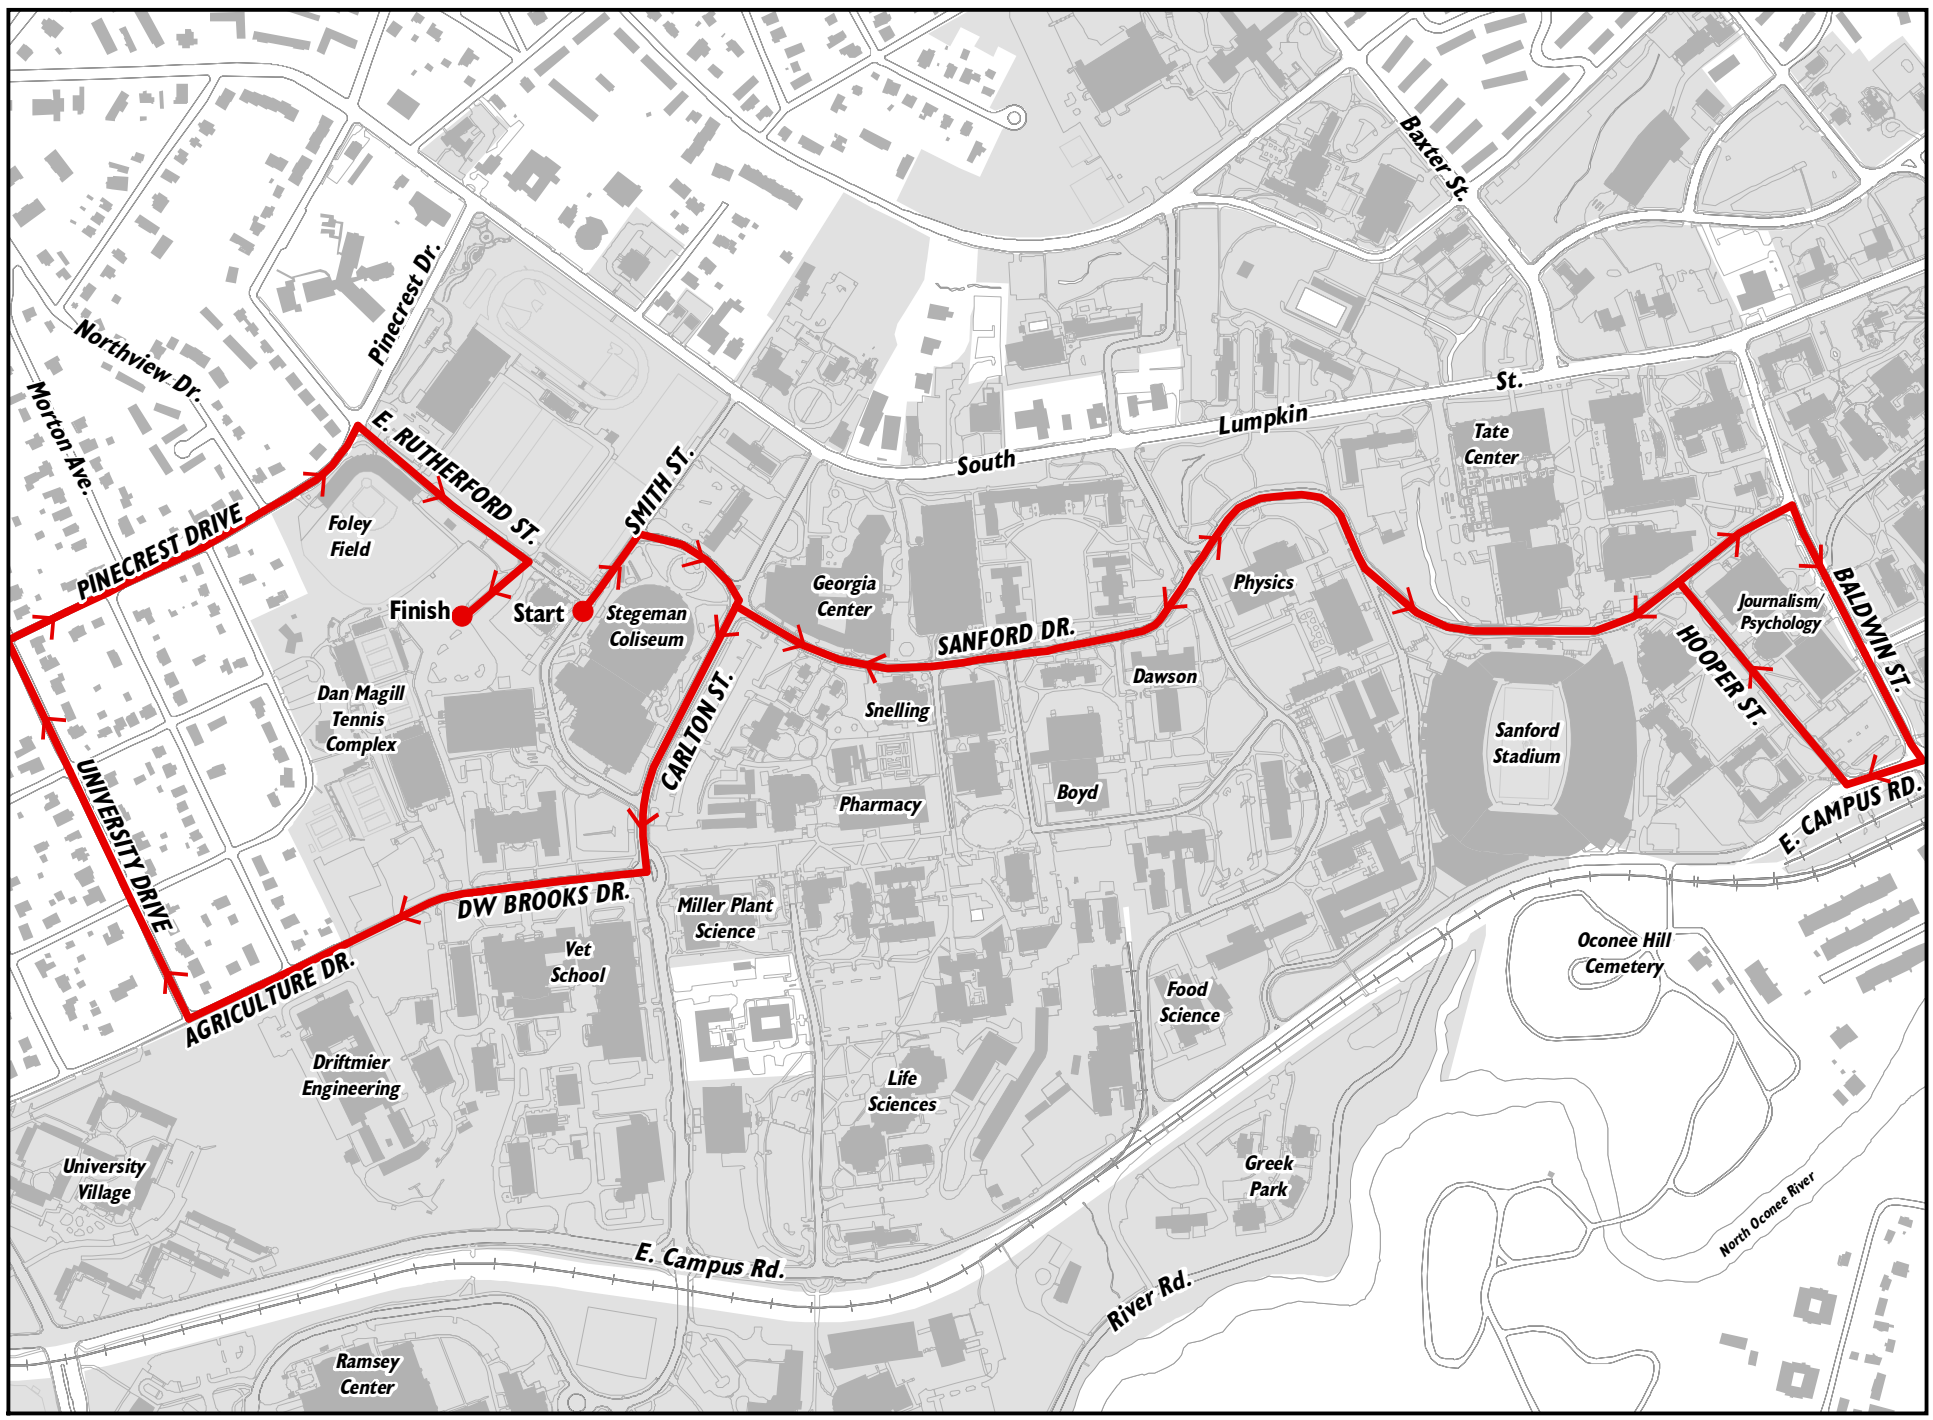 Baxter St.
Pinecrest Dr.
Northview Dr.
Morton Ave.
St.
Lumpkin
South
Tate
Center
E. RUTHERFORD ST.
SMITH ST.
PINECREST DRIVE
Foley
Field
Finish
Start
Stegeman
Coliseum
Georgia
Center
Physics
SANFORD DR.
Journalism/
Psychology
BALDWIN ST.
HOOPER ST.
Dawson
Snelling
CARLTON ST.
Dan Magill
Tennis
Complex
Sanford
Stadium
Boyd
Pharmacy
E. CAMPUS RD.
UNIVERSITY DRIVE
DW BROOKS DR.
Miller Plant
Science
Vet
School
AGRICULTURE DR.
Oconee Hill
Cemetery
Food
Science
Driftmier
Engineering
Life
Sciences
University
Village
Greek
Park
North Oconee River
E. Campus Rd.
River Rd.
Ramsey
Center